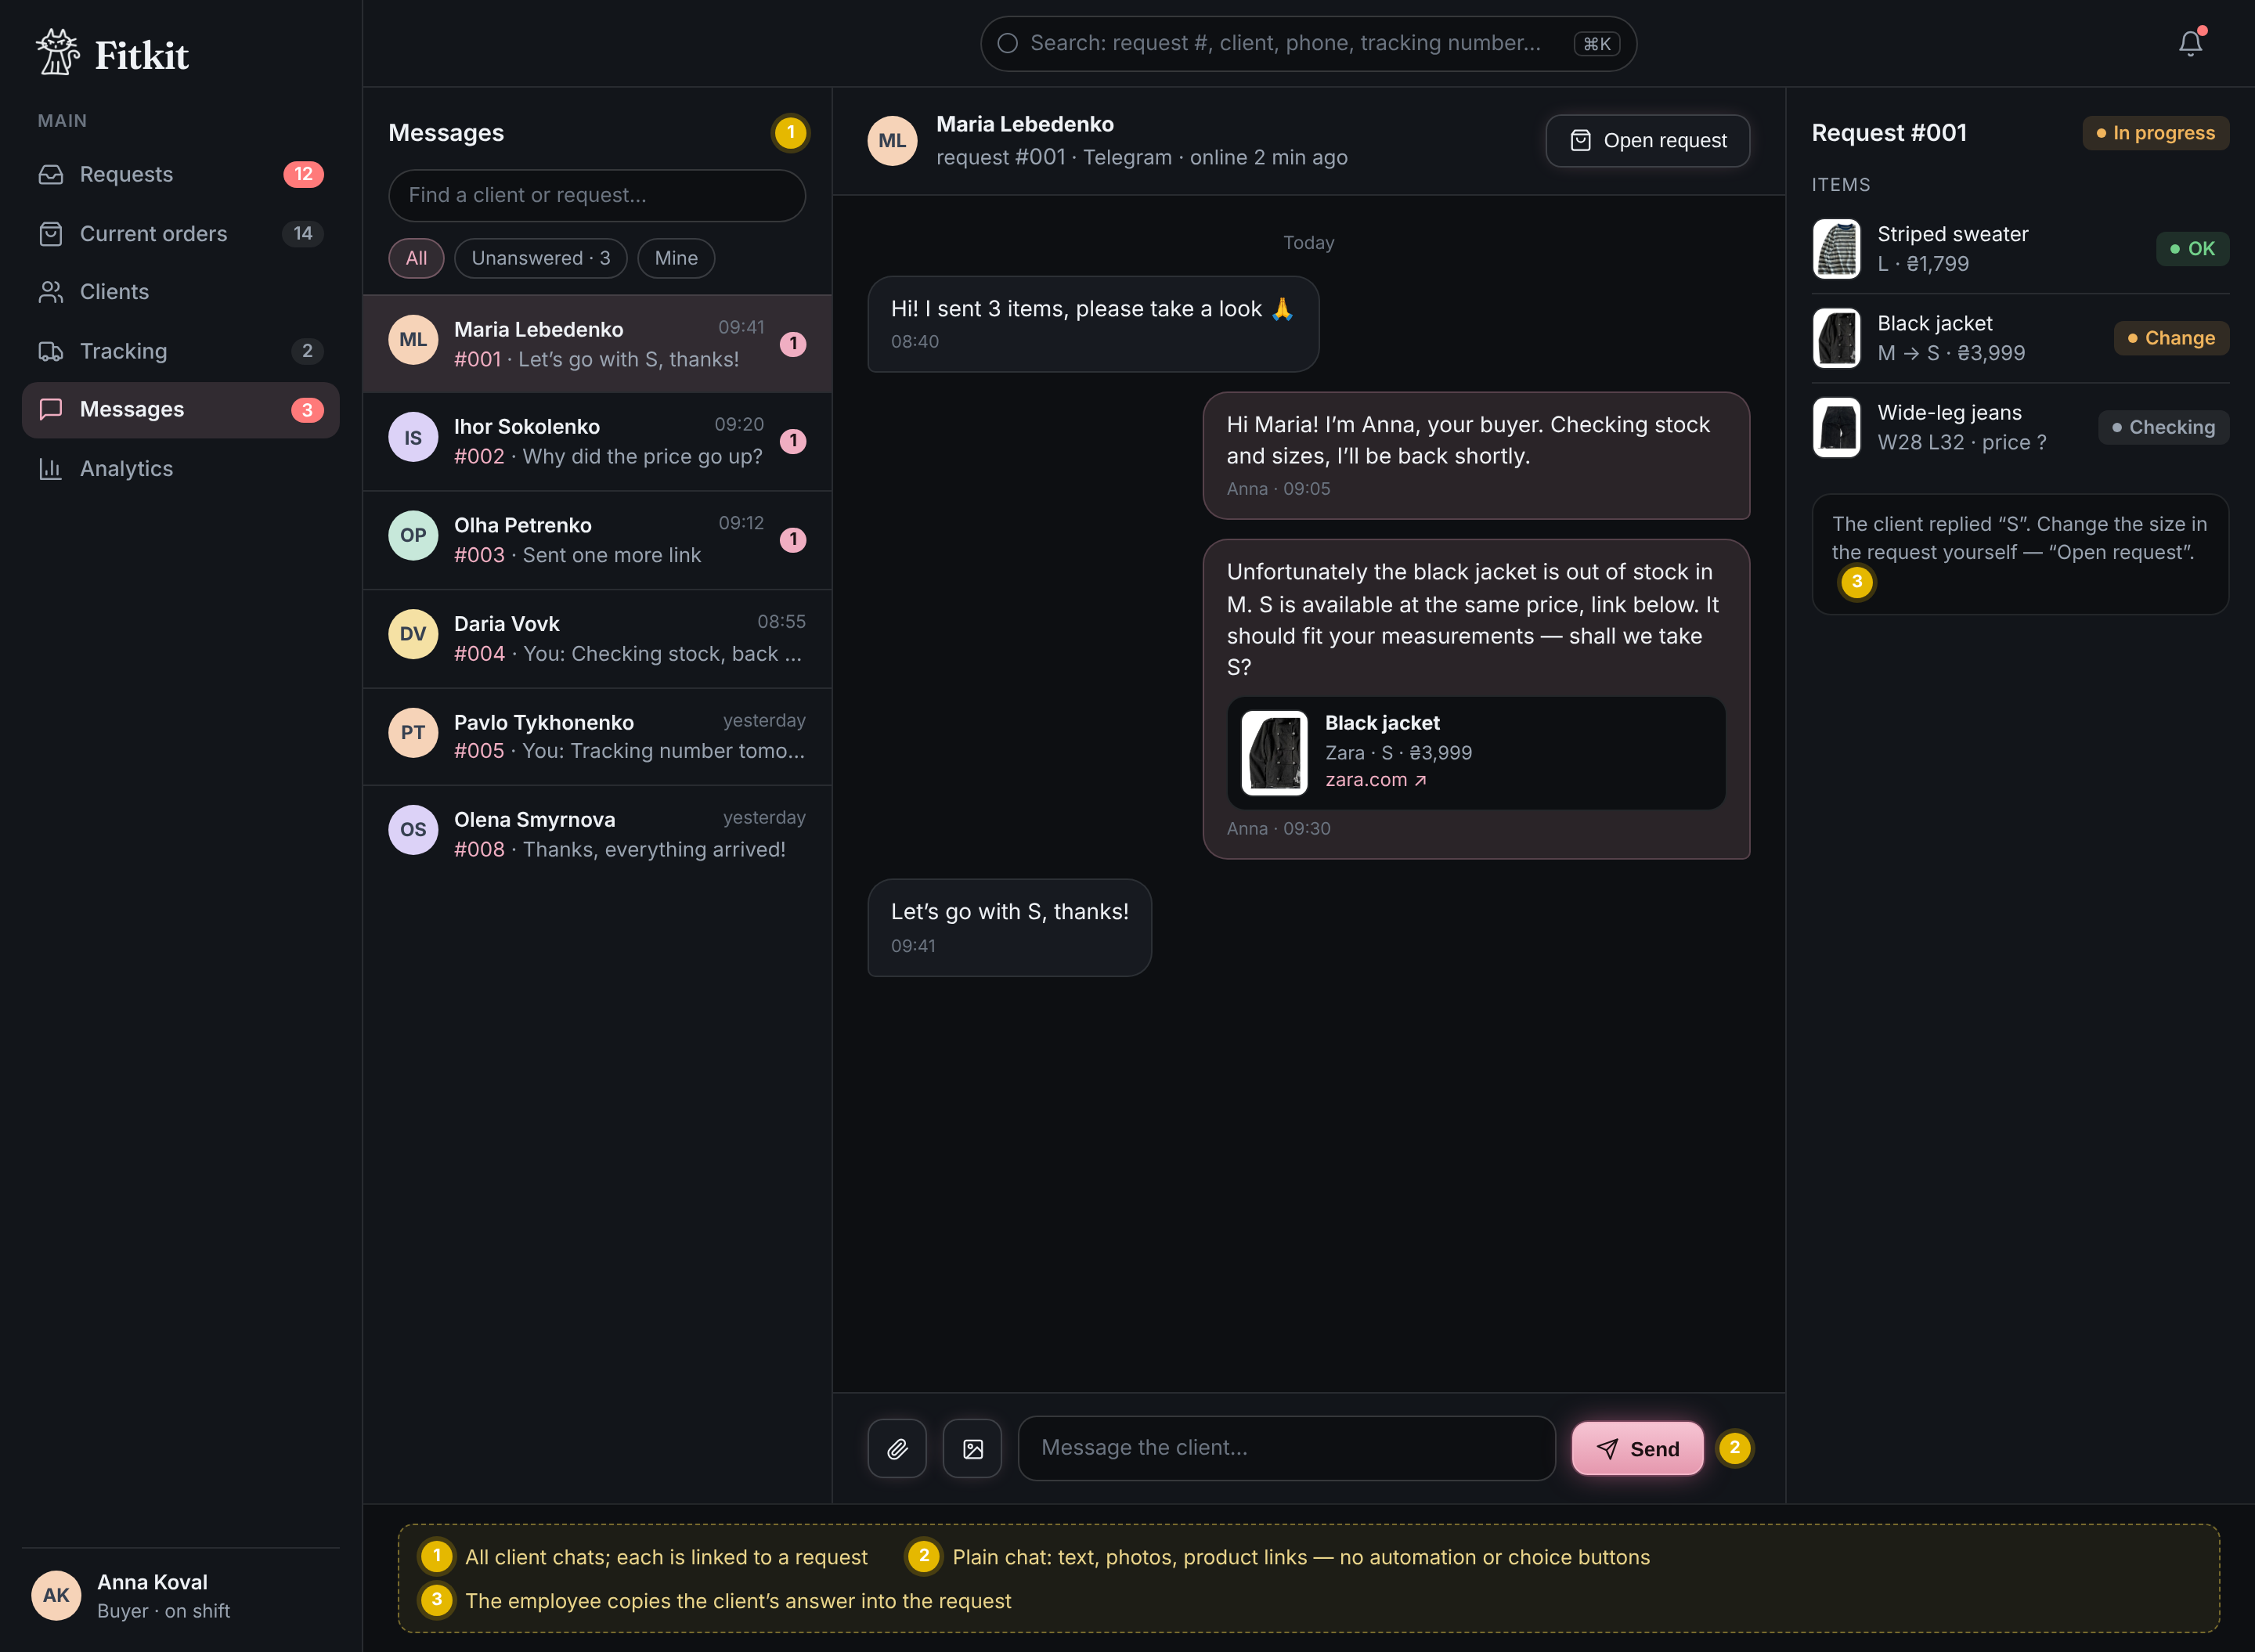 Fitkit
MAIN
Requests 12
Current orders 14
Clients
Tracking 2
Messages 3
Analytics
AK
Anna Koval
Buyer · on shift
Search: request #, client, phone, tracking number... ⌘K
Messages 1
Find a client or request...
All Unanswered · 3 Mine
ML
Maria Lebedenko 09:41
#001 · Let’s go with S, thanks! 1
IS
Ihor Sokolenko 09:20
#002 · Why did the price go up? 1
OP
Olha Petrenko 09:12
#003 · Sent one more link 1
DV
Daria Vovk 08:55
#004 · You: Checking stock, back ...
PT
Pavlo Tykhonenko yesterday
#005 · You: Tracking number tomo...
OS
Olena Smyrnova yesterday
#008 · Thanks, everything arrived!
ML
Maria Lebedenko
request #001 · Telegram · online 2 min ago
Open request
Today
Hi! I sent 3 items, please take a look 🙏
08:40
Hi Maria! I’m Anna, your buyer. Checking stock
and sizes, I’ll be back shortly.
Anna · 09:05
Unfortunately the black jacket is out of stock in
M. S is available at the same price, link below. It
should fit your measurements — shall we take
S?
Black jacket
Zara · S · ₴3,999
zara.com ↗
Anna · 09:30
Let’s go with S, thanks!
09:41
Message the client...
Send 2
Request #001 In progress
ITEMS
Striped sweater
L · ₴1,799
OK
Black jacket
M → S · ₴3,999
Change
Wide-leg jeans
W28 L32 · price ?
Checking
The client replied “S”. Change the size in
the request yourself — “Open request”.
3
1 All client chats; each is linked to a request
2 Plain chat: text, photos, product links — no automation or choice buttons
3 The employee copies the client’s answer into the request